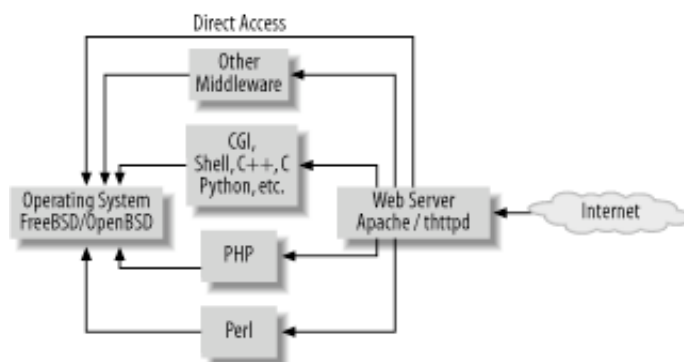 Direct Access
Other
Middleware
CGI,
Shell, C++, C
Python, etc.
Operating System
FreeBSD/OpenBSD
Web Server
Apache / thttpd
Internet
PHP
Perl